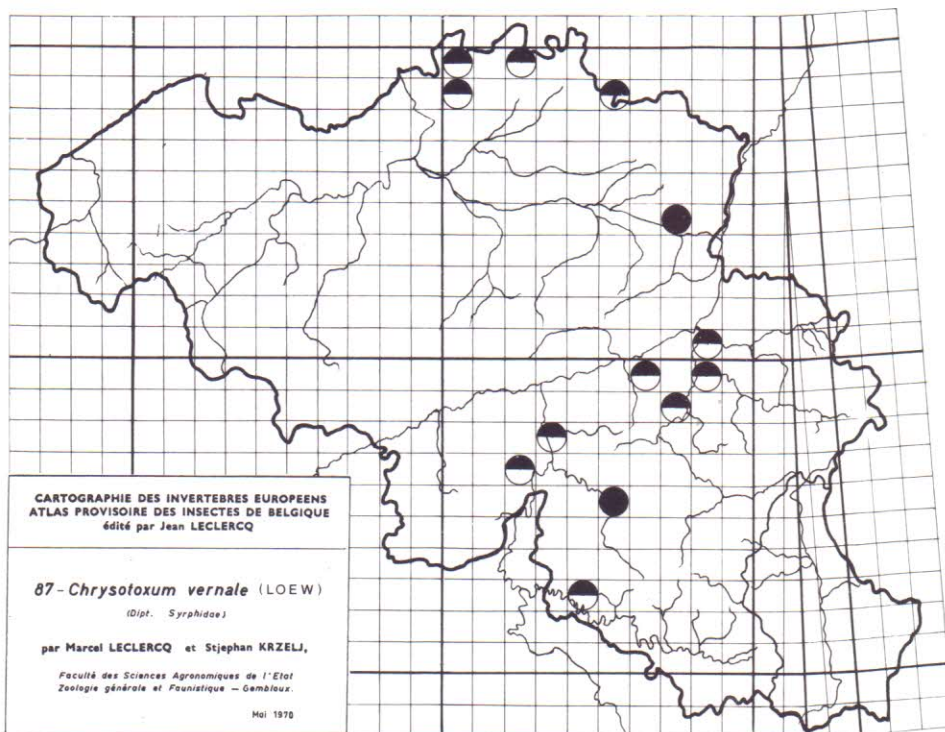 CARTOGRAPHIE DES INVERTEBRES EUROPEENS
ATLAS PROVISOIRE DES INSECTES DE BELGIQUE
édité par Jean LECLERCQ
87-Chrysotoxum vernale (LOEW)
(Dipt. Syrphidae)
par Marcel LECLERCQ et Stjephan KRZELJ,
Faculté des Sciences Agronomiques de l'Etat
Zoologie générale et Faunistique — Gembloux.
Mai 1970